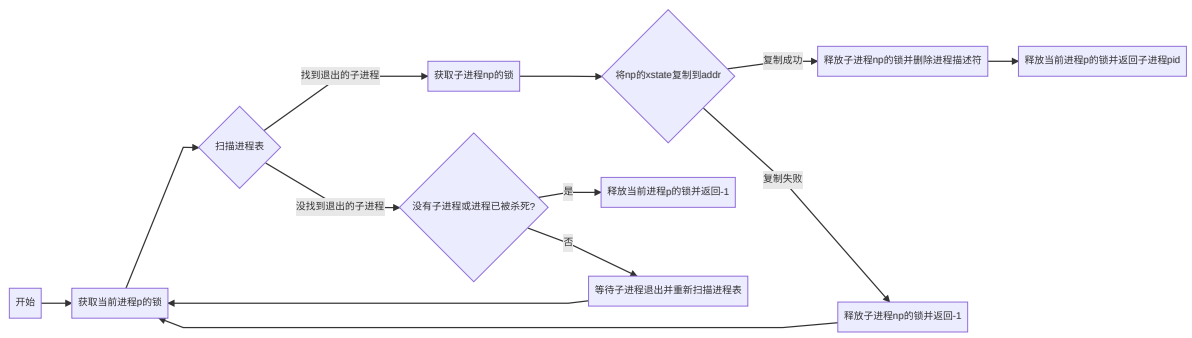 开始
获取当前进程p的锁
扫描进程表
找到退出的子进程
获取子进程np的锁
将np的xstate复制到addr
复制成功
释放子进程np的锁并删除进程描述符
释放当前进程p的锁并返回子进程pid
没找到退出的子进程
没有子进程或进程已被杀死?
是
释放当前进程p的锁并返回-1
否
等待子进程退出并重新扫描进程表
复制失败
释放子进程np的锁并返回-1